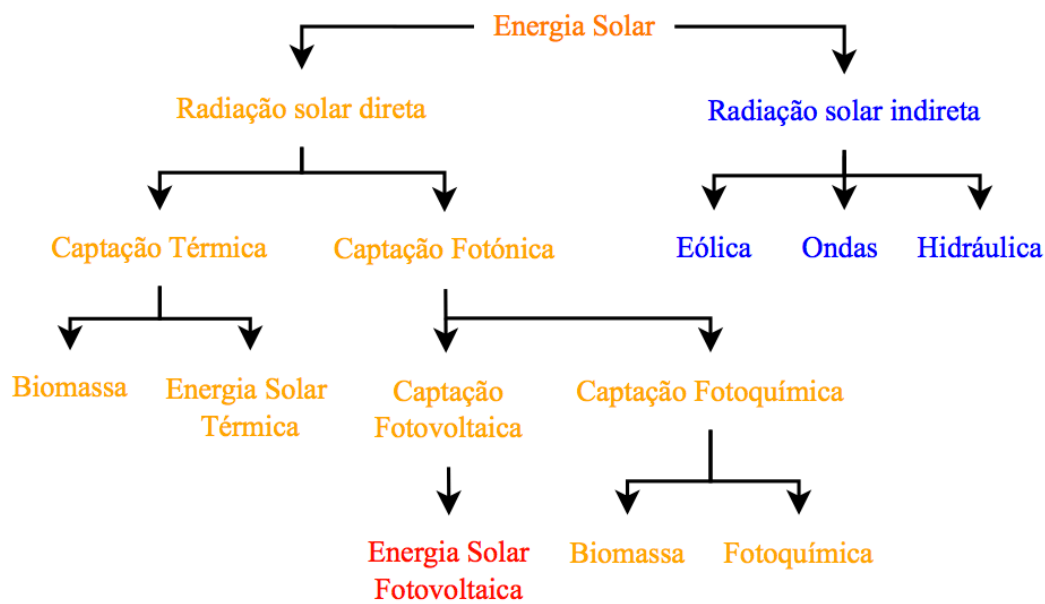 Energia Solar
Radiação solar direta
Radiação solar indireta
Captação Térmica
Captação Fotónica
Eólica
Ondas
Hidráulica
Biomassa
Energia Solar
Térmica
Captação
Fotovoltaica
Captação Fotoquímica
Energia Solar
Fotovoltaica
Biomassa
Fotoquímica